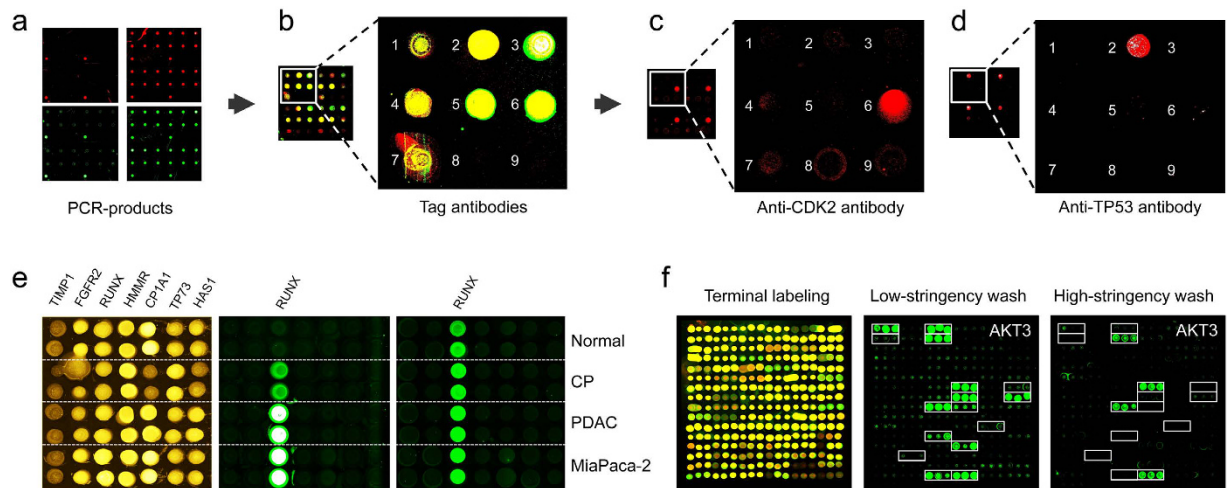 a
b
c
d
1 2 3
4 5 6
7 8 9
1 2 3
4 5 6
7 8 9
1 2 3
4 5 6
7 8 9
PCR-products
Tag antibodies
Anti-CDK2 antibody
Anti-TP53 antibody
e
TIMP1
FGFR2
RUNX
HMMR
CP1A1
TP73
HAS1
RUNX
RUNX
Normal
CP
PDAC
MiaPaca-2
f
Terminal labeling
Low-stringency wash
High-stringency wash
AKT3
AKT3